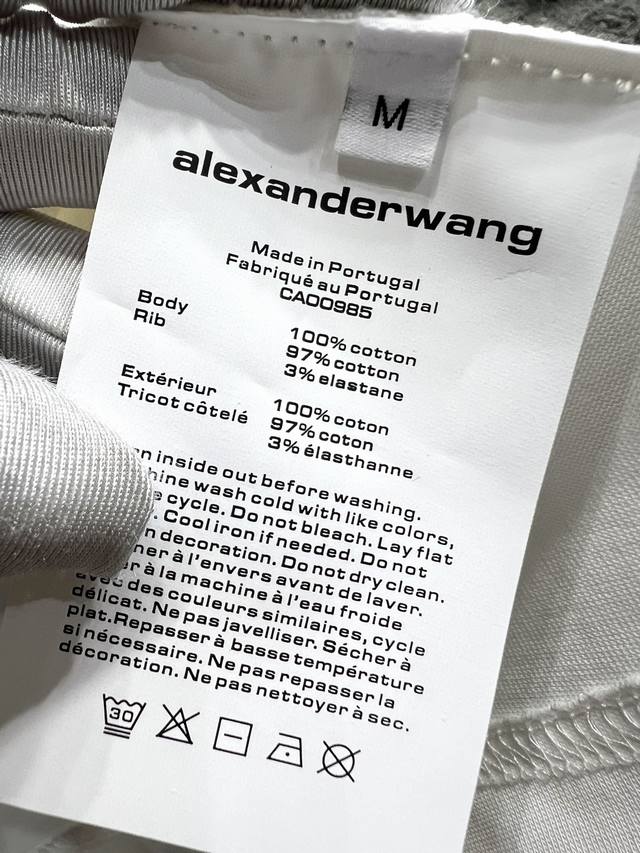 M
alexanderwang
Made in Portugal
Fabriqué au Portugal
CA00985
Body
Rib
100% cotton
97% cotton
3% elastane
Extérieur
Tricot côtelé
100% coton
97% coton
3% élasthanne
inside out before washing.
wash cold with like colors,
cycle. Do not bleach. Lay flat
. Cool iron if needed. Do not
decoration. Do not dry clean.
à l'envers avant de laver.
à la machine à l'eau froide
avec des couleurs similaires, cycle
délicat. Ne pas javelliser. Sécher à
plat.Repasser à basse température
si nécessaire. Ne pas repasser la
décoration. Ne pas nettoyer à sec.
30